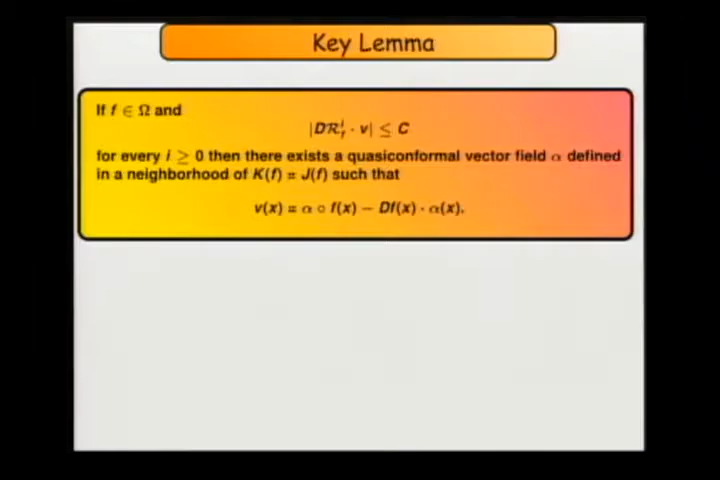 Key Lemma
If f ∈ Ω and
|DR_f^i · v| ≤ C
for every i ≥ 0 then there exists a quasiconformal vector field α defined
in a neighborhood of K(f) = J(f) such that
v(x) = α ∘ f(x) − Df(x) · α(x).